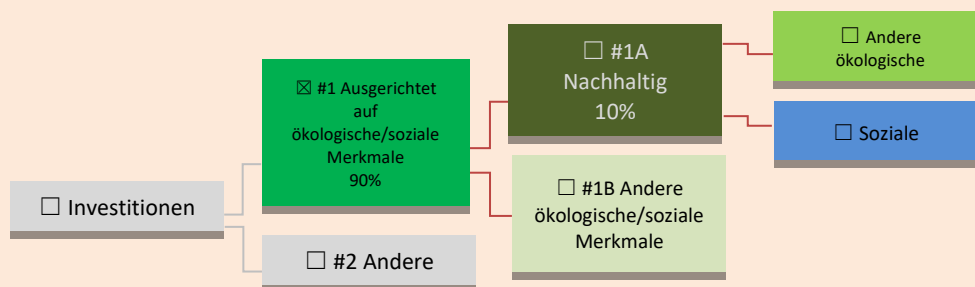 ☐ Investitionen
☒ #1 Ausgerichtet
auf
ökologische/soziale
Merkmale
90%
☐ #2 Andere
☐ #1A
Nachhaltig
10%
☐ #1B Andere
ökologische/soziale
Merkmale
☐ Andere
ökologische
☐ Soziale